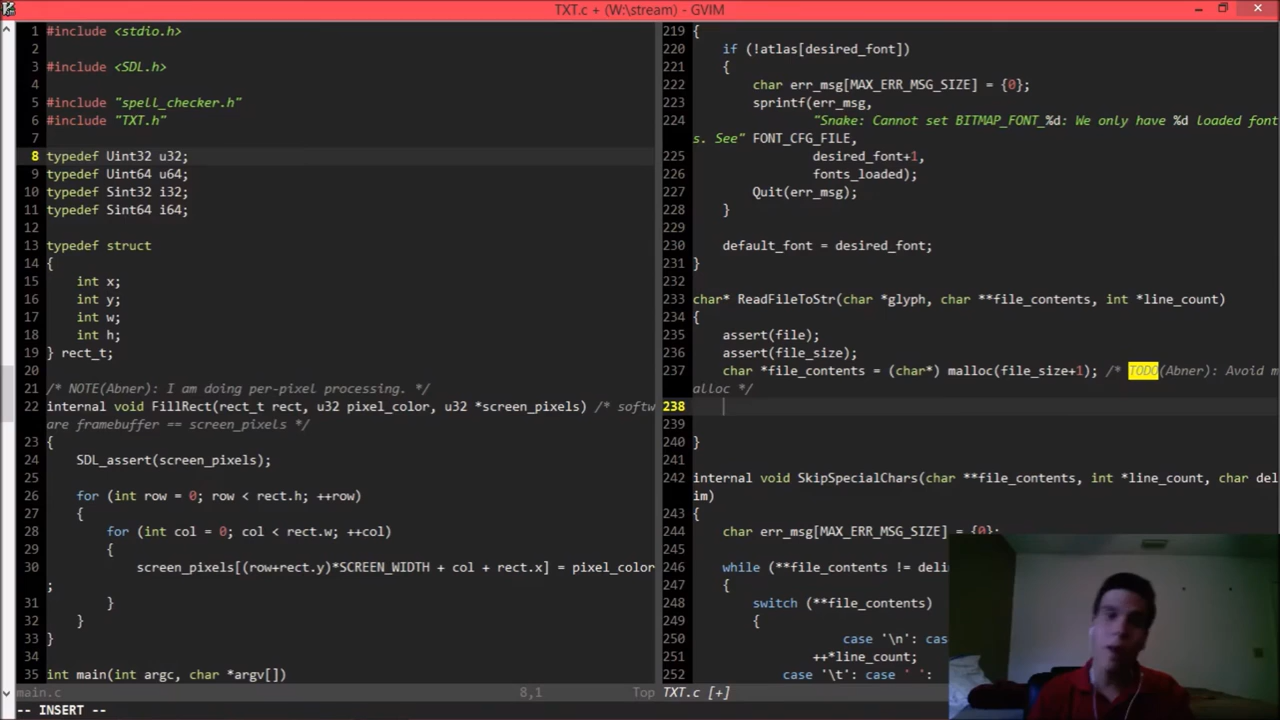 TXT.c + (W:\stream) - GVIM
1 #include <stdio.h>
2
3 #include <SDL.h>
4
5 #include "spell_checker.h"
6 #include "TXT.h"
7
8 typedef Uint32 u32;
9 typedef Uint64 u64;
10 typedef Sint32 i32;
11 typedef Sint64 i64;
12
13 typedef struct
14 {
15 int x;
16 int y;
17 int w;
18 int h;
19 } rect_t;
20
21 /* NOTE(Abner): I am doing per-pixel processing. */
22 internal void FillRect(rect_t rect, u32 pixel_color, u32 *screen_pixels) /* softw
are framebuffer == screen_pixels */
23 {
24 SDL_assert(screen_pixels);
25
26 for (int row = 0; row < rect.h; ++row)
27 {
28 for (int col = 0; col < rect.w; ++col)
29 {
30 screen_pixels[(row+rect.y)*SCREEN_WIDTH + col + rect.x] = pixel_color
;
31 }
32 }
33 }
34
35 int main(int argc, char *argv[])
main.c 8,1 Top
219 {
220 if (!atlas[desired_font])
221 {
222 char err_msg[MAX_ERR_MSG_SIZE] = {0};
223 sprintf(err_msg,
224 "Snake: Cannot set BITMAP_FONT_%d: We only have %d loaded font
s. See" FONT_CFG_FILE,
225 desired_font+1,
226 fonts_loaded);
227 Quit(err_msg);
228 }
229
230 default_font = desired_font;
231 }
232
233 char* ReadFileToStr(char *glyph, char **file_contents, int *line_count)
234 {
235 assert(file);
236 assert(file_size);
237 char *file_contents = (char*) malloc(file_size+1); /* TODO(Abner): Avoid m
alloc */
238
239
240 }
241
242 internal void SkipSpecialChars(char **file_contents, int *line_count, char del
im)
243 {
244 char err_msg[MAX_ERR_MSG_SIZE] = {0};
245
246 while (**file_contents != deli
247 {
248 switch (**file_contents)
249 {
250 case '\n': cas
251 ++*line_count;
252 case '\t': case ' ':
TXT.c [+]
-- INSERT --